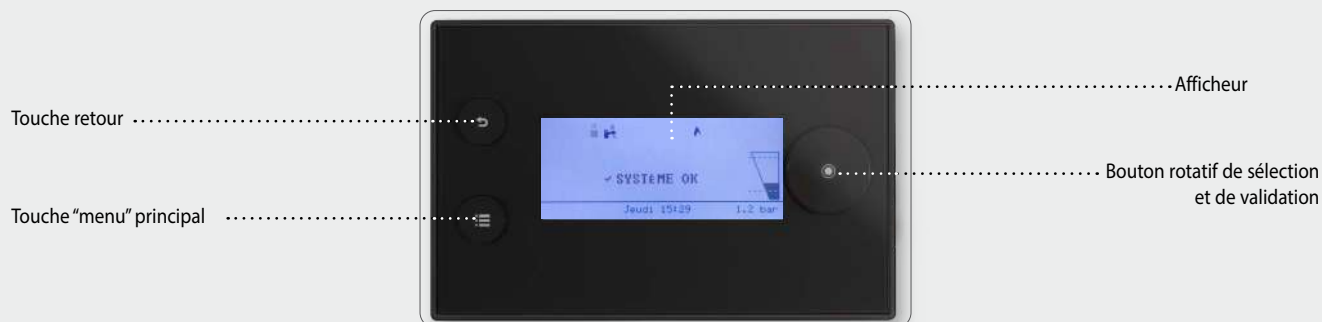 Afficheur
Touche retour
Bouton rotatif de sélection
et de validation
Touche “menu” principal
✓ SYSTÈME OK
Jeudi 15:29
1.2 bar